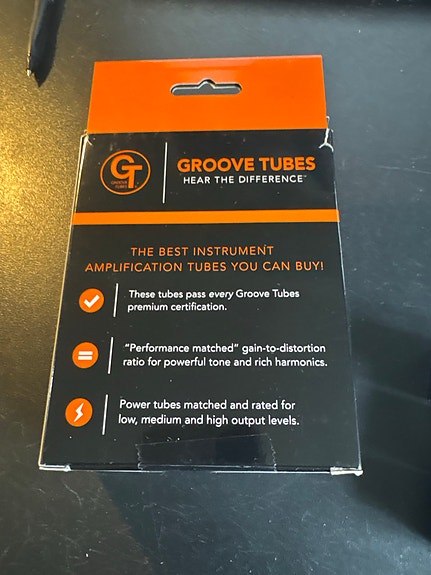 GT
GROOVE
TUBES
GROOVE TUBES
HEAR THE DIFFERENCE™
THE BEST INSTRUMENT
AMPLIFICATION TUBES YOU CAN BUY!
These tubes pass every Groove Tubes
premium certification.
“Performance matched” gain-to-distortion
ratio for powerful tone and rich harmonics.
Power tubes matched and rated for
low, medium and high output levels.